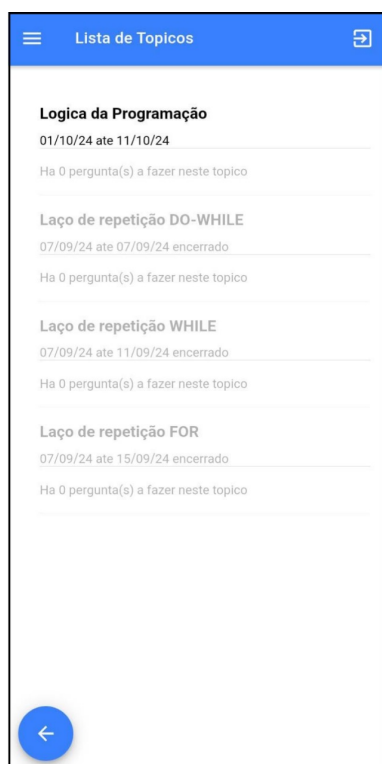 Lista de Topicos
Logica da Programação
01/10/24 ate 11/10/24
Ha 0 pergunta(s) a fazer neste topico
Laço de repetição DO-WHILE
07/09/24 ate 07/09/24 encerrado
Ha 0 pergunta(s) a fazer neste topico
Laço de repetição WHILE
07/09/24 ate 11/09/24 encerrado
Ha 0 pergunta(s) a fazer neste topico
Laço de repetição FOR
07/09/24 ate 15/09/24 encerrado
Ha 0 pergunta(s) a fazer neste topico